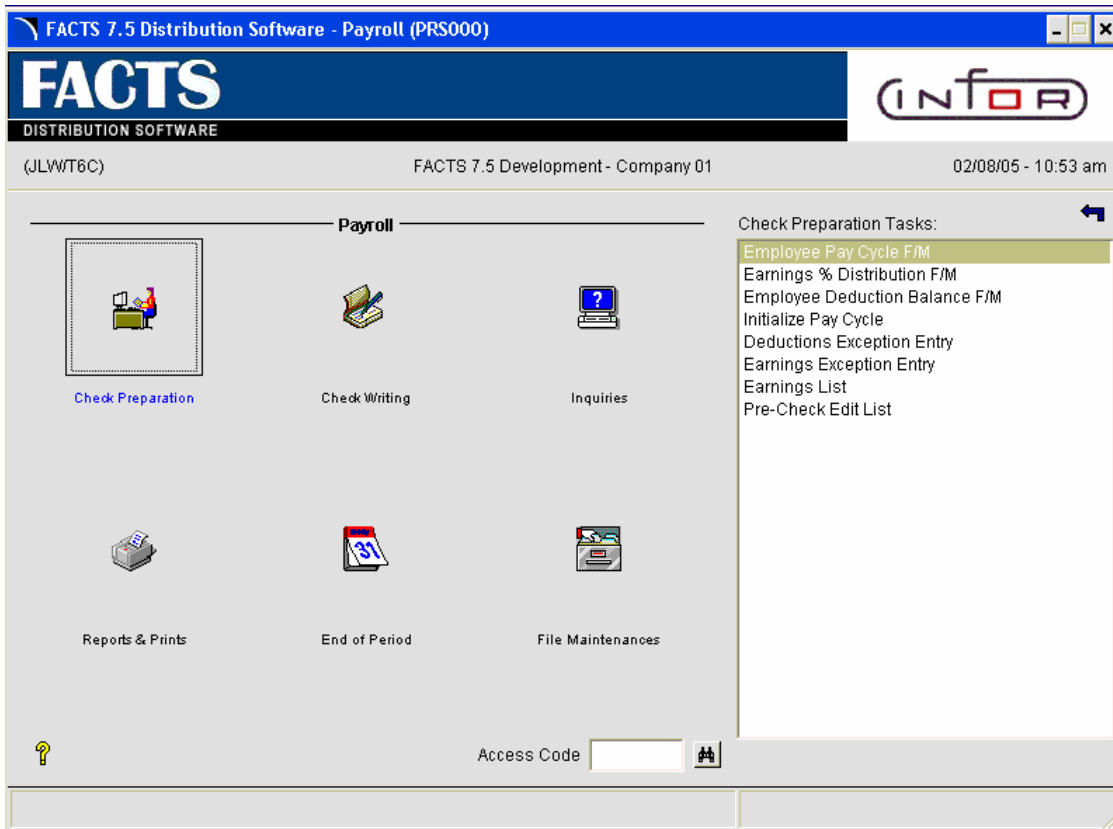 FACTS 7.5 Distribution Software - Payroll (PRS000)
FACTS
DISTRIBUTION SOFTWARE
INFOR
(JLW/T6C)
FACTS 7.5 Development - Company 01
02/08/05 - 10:53 am
Payroll
Check Preparation
Check Writing
Inquiries
Reports & Prints
End of Period
31
File Maintenances
Check Preparation Tasks:
Employee Pay Cycle F/M
Earnings % Distribution F/M
Employee Deduction Balance F/M
Initialize Pay Cycle
Deductions Exception Entry
Earnings Exception Entry
Earnings List
Pre-Check Edit List
Access Code